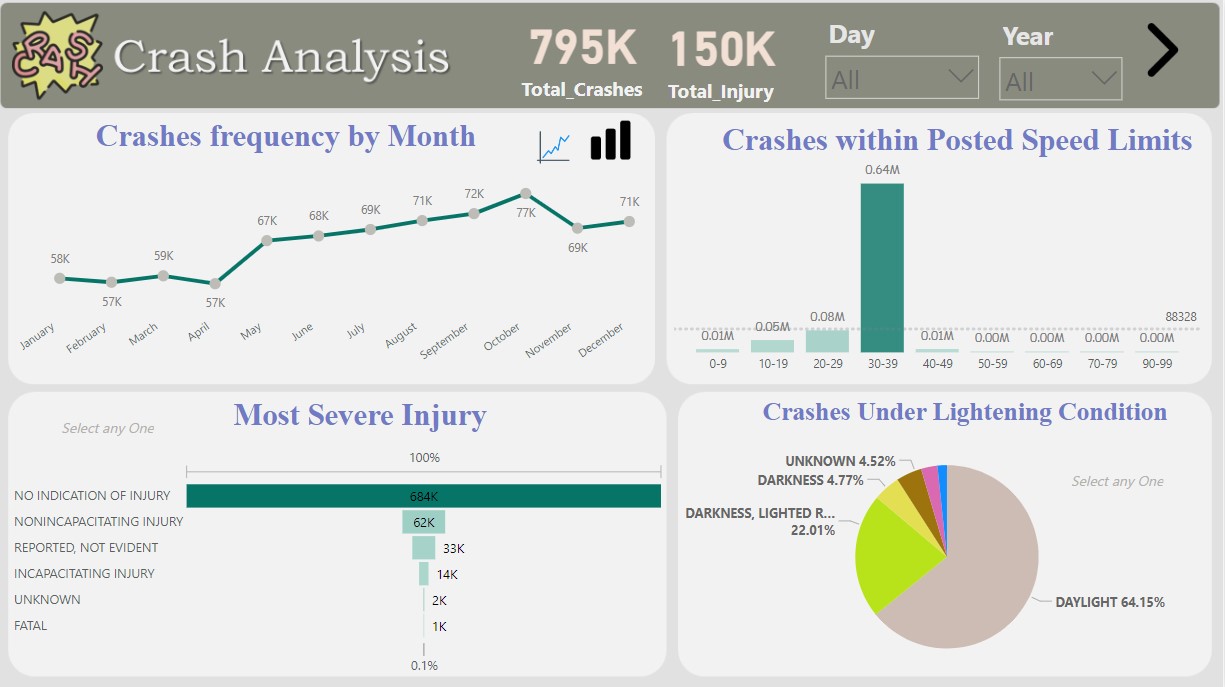 CRASH
Crash Analysis
795K
Total_Crashes
150K
Total_Injury
Day
All
Year
All
Crashes frequency by Month
58K
57K
59K
57K
67K
68K
69K
71K
72K
77K
69K
71K
January
February
March
April
May
June
July
August
September
October
November
December
Crashes within Posted Speed Limits
0.64M
88328
0.01M
0.05M
0.08M
0.01M
0.00M
0.00M
0.00M
0.00M
0-9
10-19
20-29
30-39
40-49
50-59
60-69
70-79
90-99
Most Severe Injury
Select any One
100%
NO INDICATION OF INJURY 684K
NONINCAPACITATING INJURY 62K
REPORTED, NOT EVIDENT 33K
INCAPACITATING INJURY 14K
UNKNOWN 2K
FATAL 1K
0.1%
Crashes Under Lightening Condition
Select any One
UNKNOWN 4.52%
DARKNESS 4.77%
DARKNESS, LIGHTED R...
22.01%
DAYLIGHT 64.15%